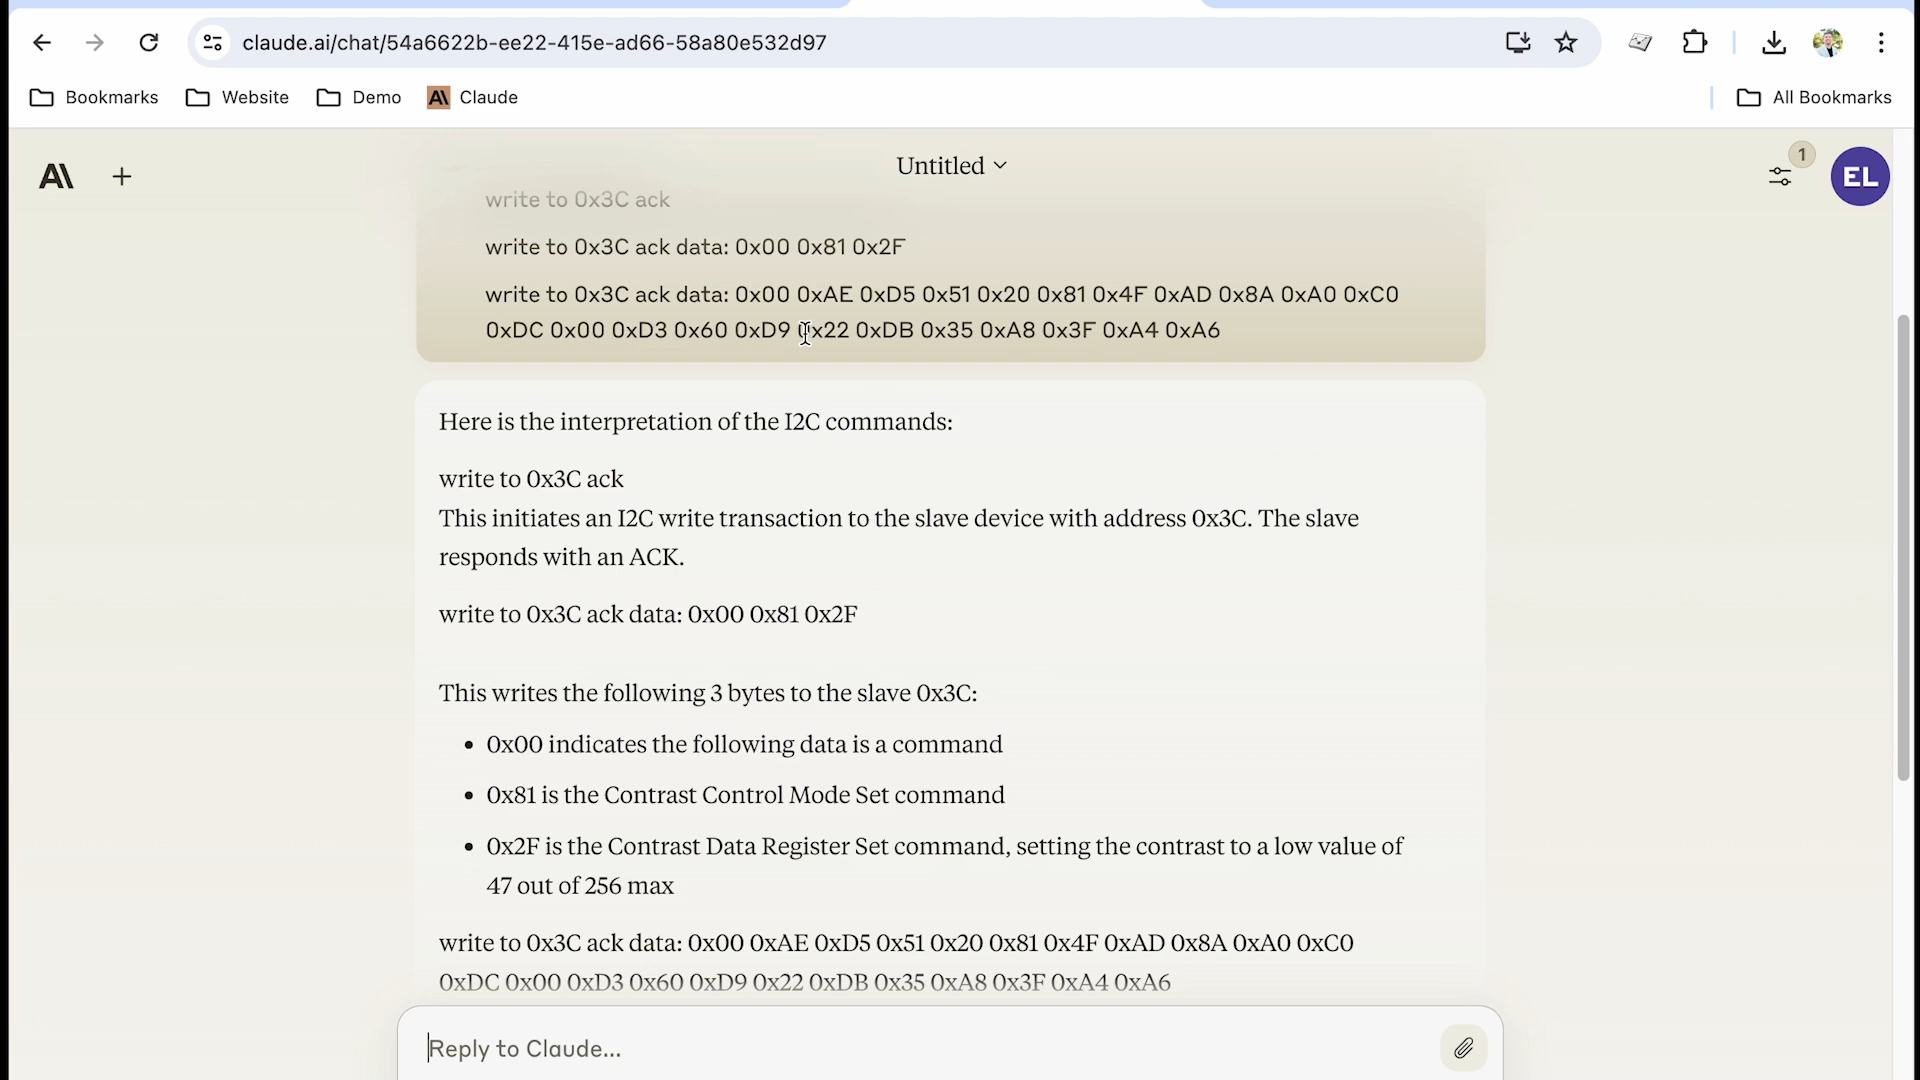 claude.ai/chat/54a6622b-ee22-415e-ad66-58a80e532d97
Bookmarks Website Demo A\ Claude All Bookmarks
A\ Untitled 1 EL
write to 0x3C ack
write to 0x3C ack data: 0x00 0x81 0x2F
write to 0x3C ack data: 0x00 0xAE 0xD5 0x51 0x20 0x81 0x4F 0xAD 0x8A 0xA0 0xC0
0xDC 0x00 0xD3 0x60 0xD9 0x22 0xDB 0x35 0xA8 0x3F 0xA4 0xA6
Here is the interpretation of the I2C commands:
write to 0x3C ack
This initiates an I2C write transaction to the slave device with address 0x3C. The slave
responds with an ACK.
write to 0x3C ack data: 0x00 0x81 0x2F
This writes the following 3 bytes to the slave 0x3C:
• 0x00 indicates the following data is a command
• 0x81 is the Contrast Control Mode Set command
• 0x2F is the Contrast Data Register Set command, setting the contrast to a low value of
47 out of 256 max
write to 0x3C ack data: 0x00 0xAE 0xD5 0x51 0x20 0x81 0x4F 0xAD 0x8A 0xA0 0xC0
0xDC 0x00 0xD3 0x60 0xD9 0x22 0xDB 0x35 0xA8 0x3F 0xA4 0xA6
Reply to Claude...